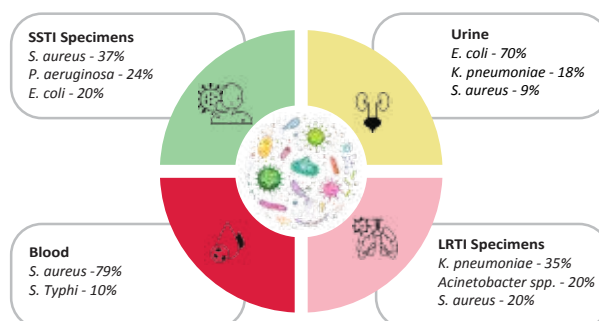 SSTI Specimens
S. aureus - 37%
P. aeruginosa - 24%
E. coli - 20%
Urine
E. coli - 70%
K. pneumoniae - 18%
S. aureus - 9%
Blood
S. aureus -79%
S. Typhi - 10%
LRTI Specimens
K. pneumoniae - 35%
Acinetobacter spp. - 20%
S. aureus - 20%